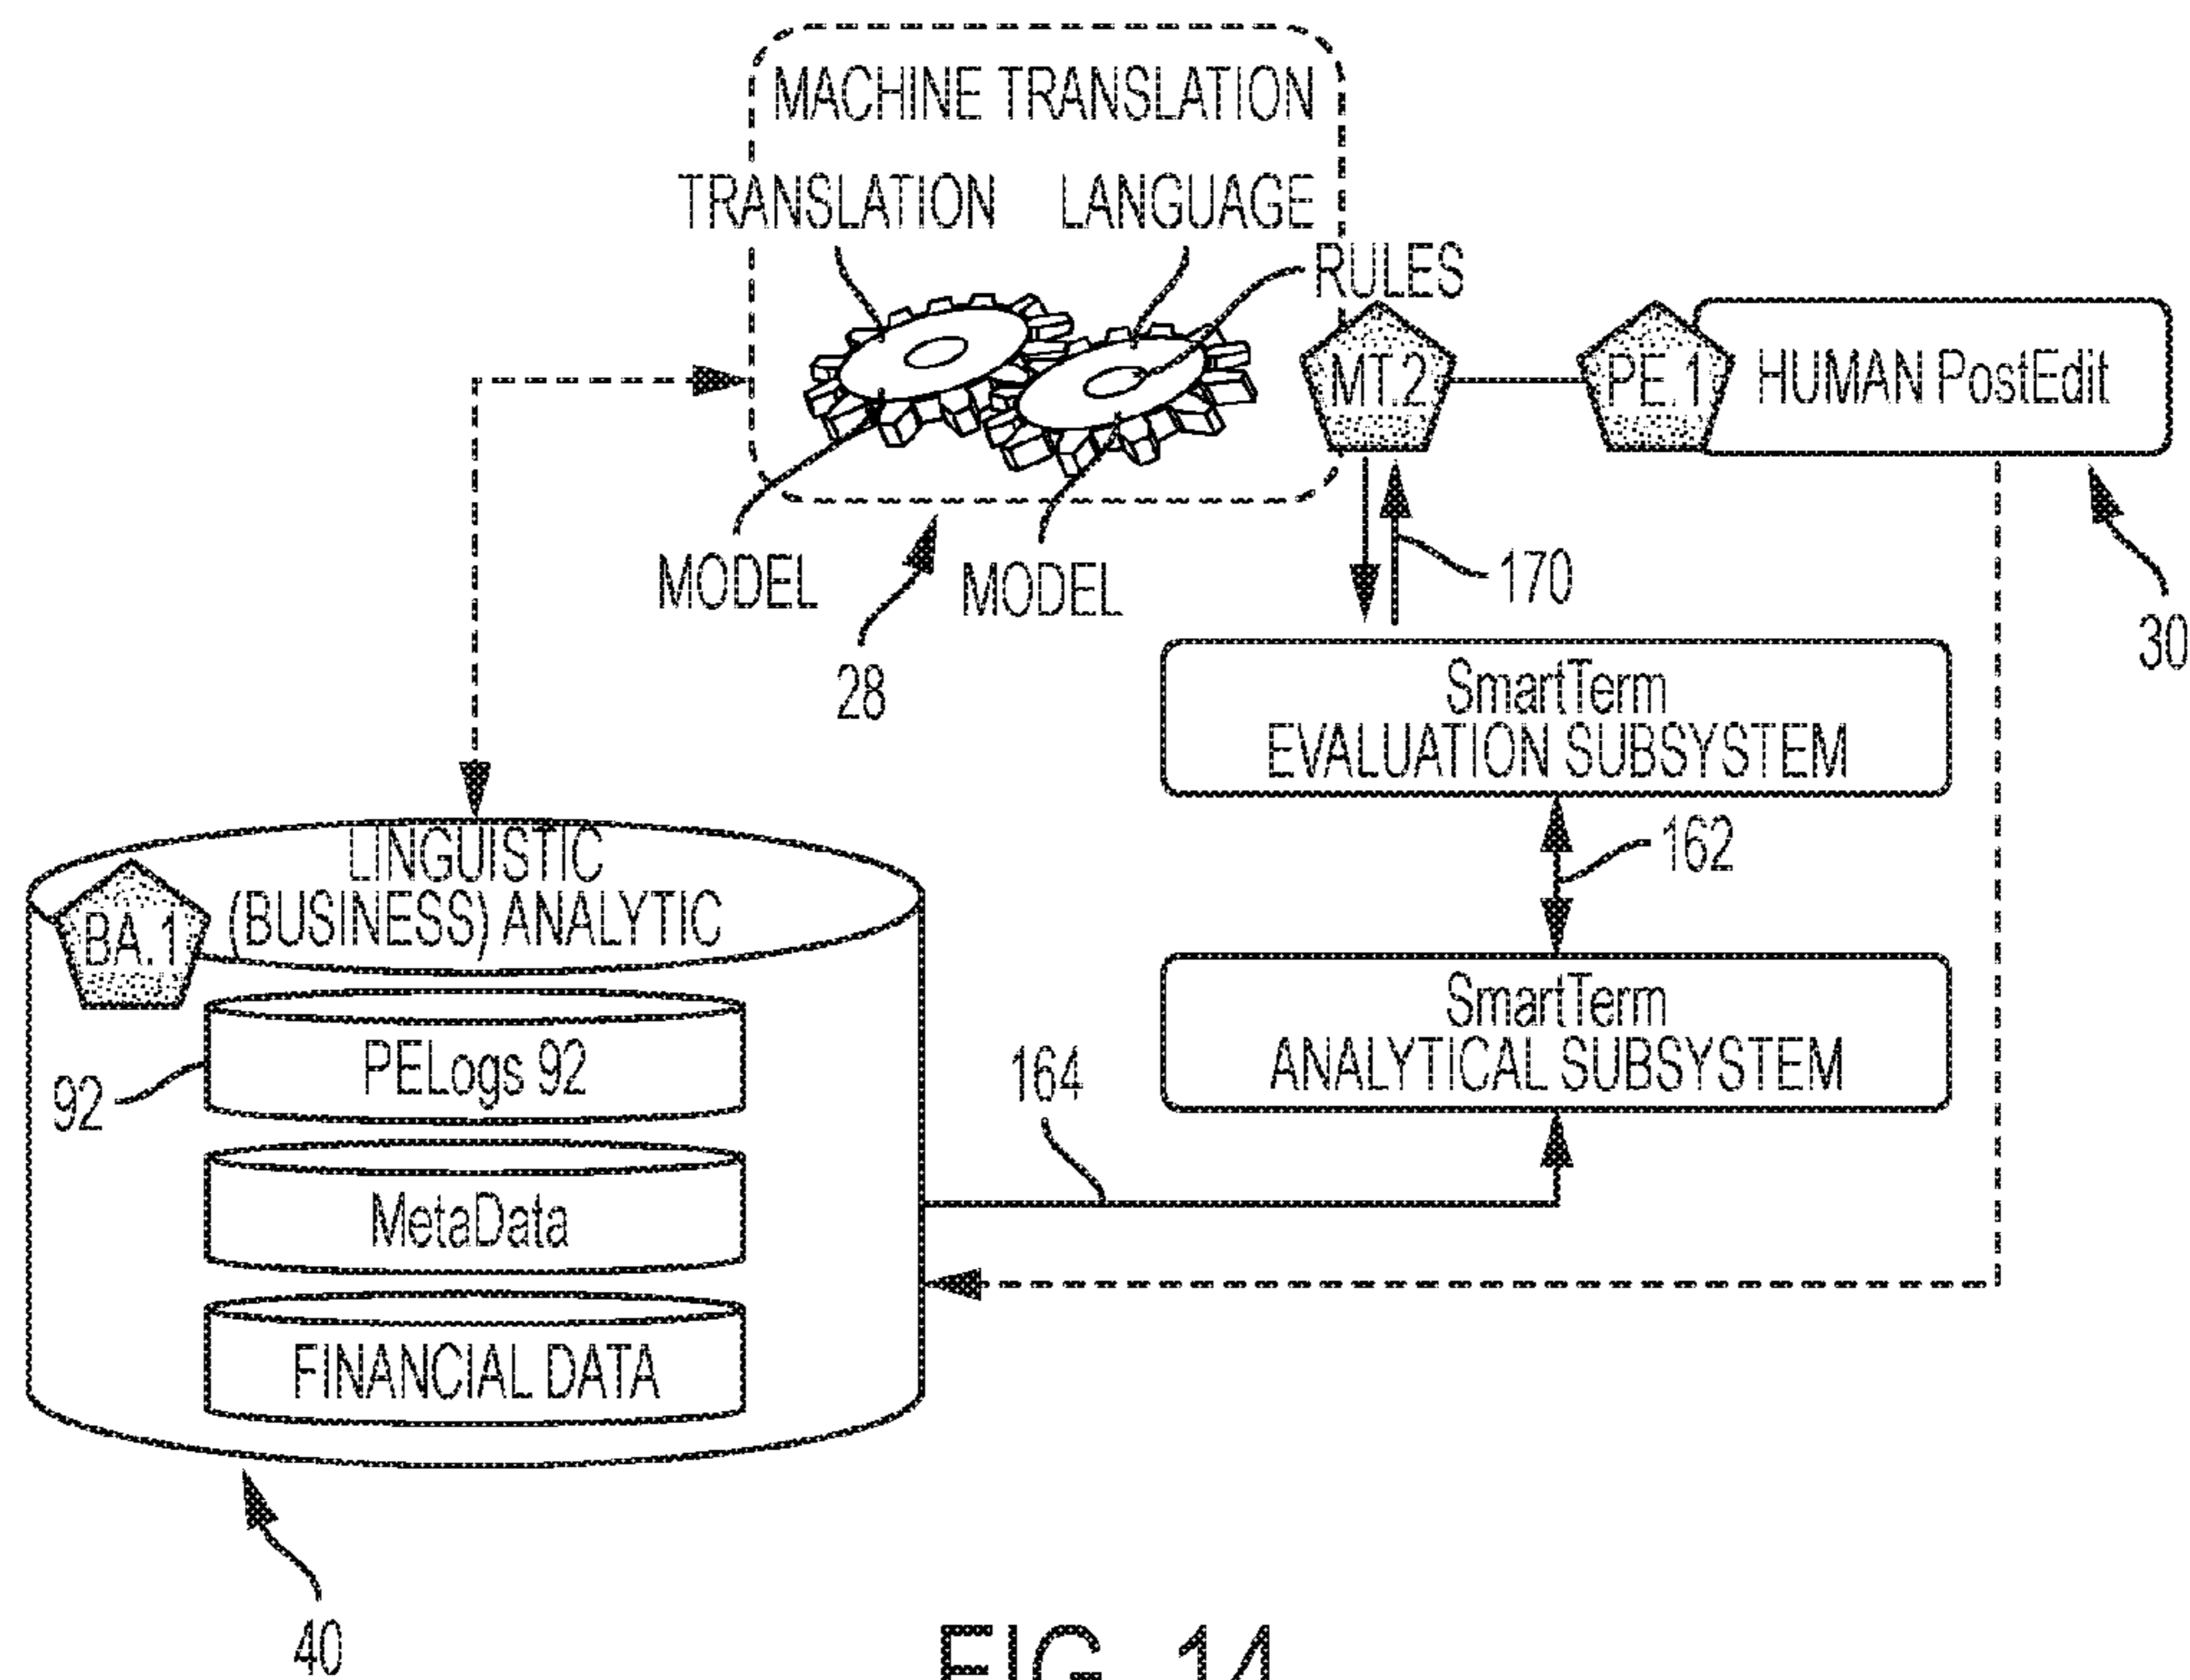 MACHINE TRANSLATION
TRANSLATION LANGUAGE
RULES
MT.2
PE.1
HUMAN PostEdit
MODEL
MODEL
28
170
30
SmartTerm
EVALUATION SUBSYSTEM
162
SmartTerm
ANALYTICAL SUBSYSTEM
164
LINGUISTIC
(BUSINESS) ANALYTIC
BA.1
PELogs 92
92
MetaData
FINANCIAL DATA
40
FIG. 14